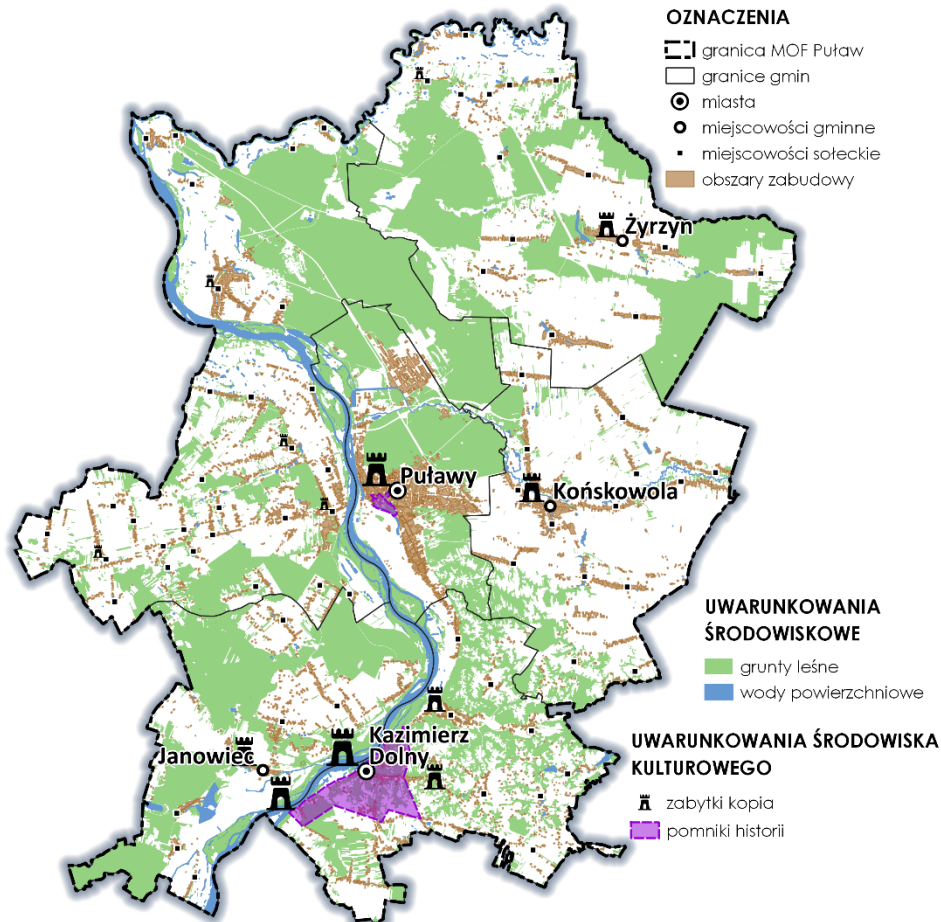 OZNACZENIA
granica MOF Puław
granice gmin
miasta
miejscowości gminne
miejscowości sołeckie
obszary zabudowy
Żyrzyn
Puławy
Końskowola
UWARUNKOWANIA
ŚRODOWISKOWE
grunty leśne
wody powierzchniowe
Kazimierz
Dolny
Janowiec
UWARUNKOWANIA ŚRODOWISKA
KULTUROWEGO
zabytki kopia
pomniki historii